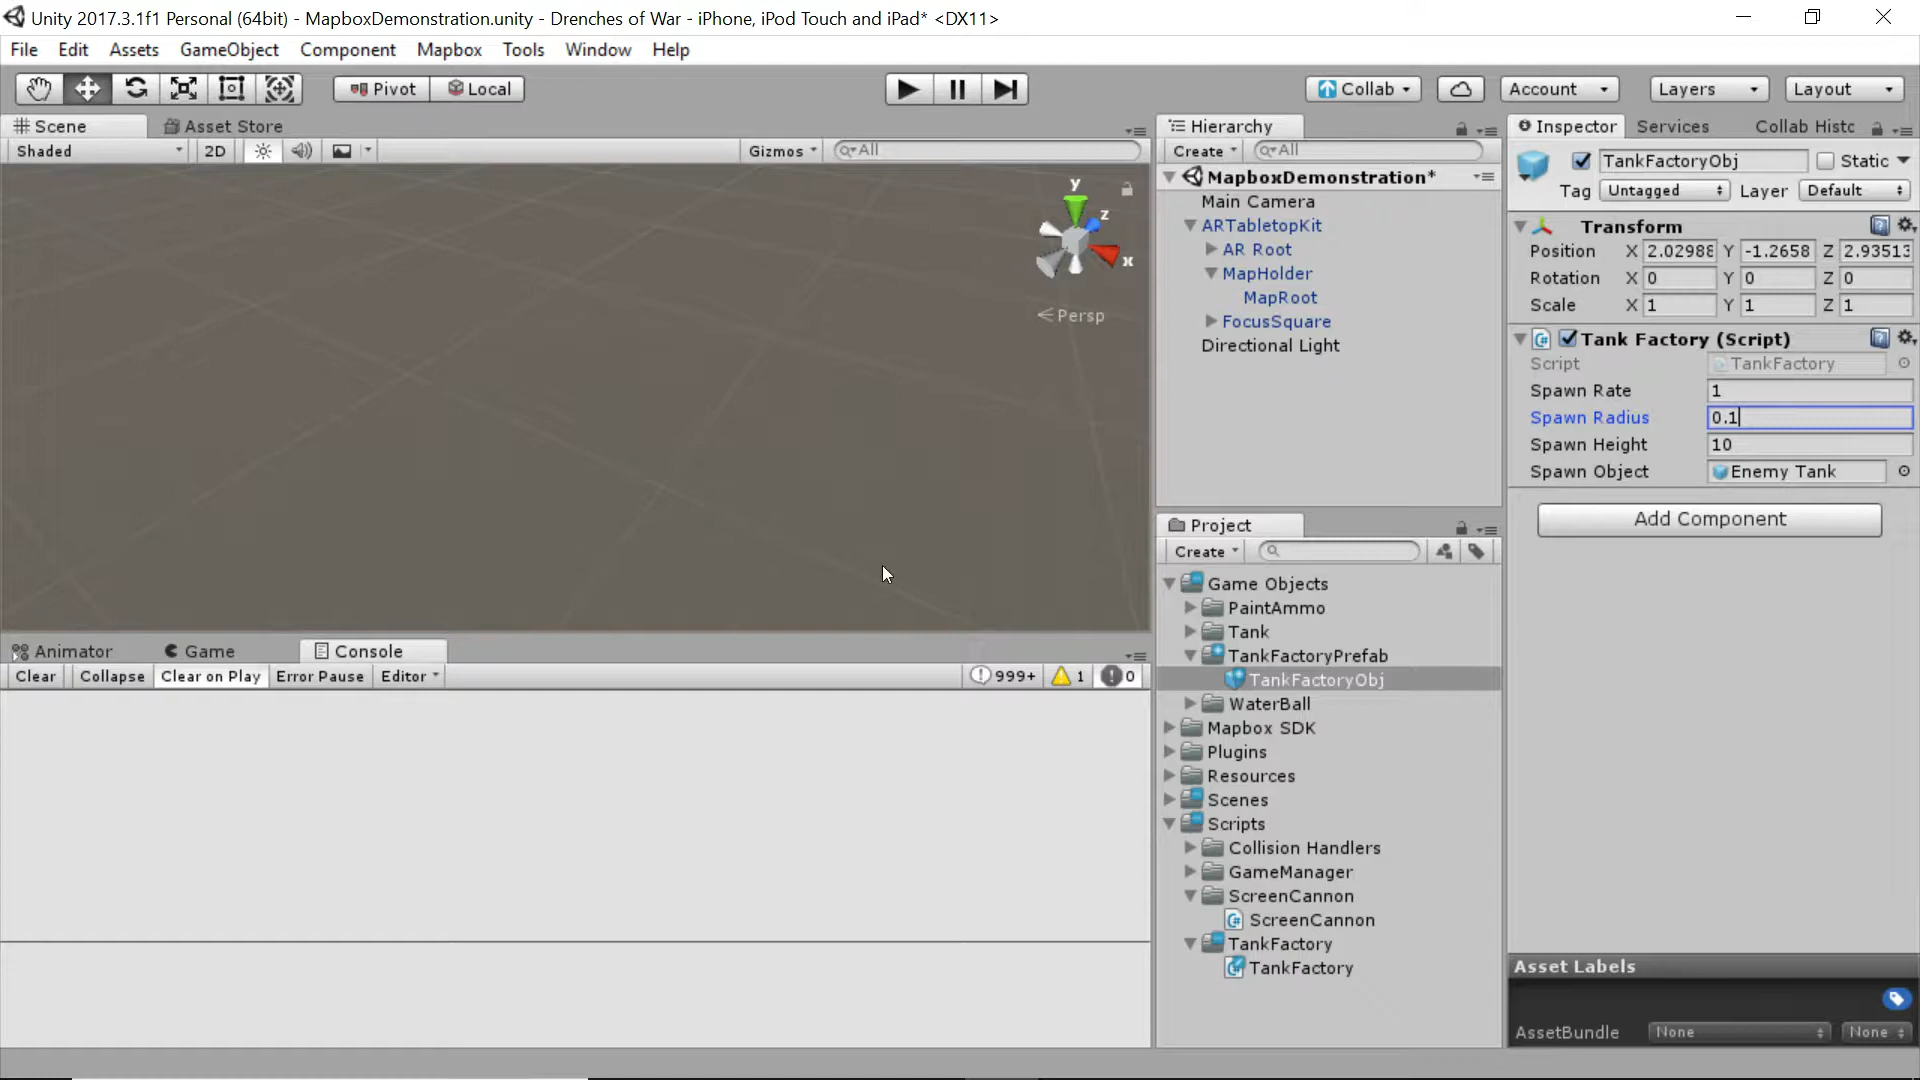 Unity 2017.3.1f1 Personal (64bit) - MapboxDemonstration.unity - Drenches of War - iPhone, iPod Touch and iPad* <DX11>
File Edit Assets GameObject Component Mapbox Tools Window Help
Pivot Local Collab Account Layers Layout
Scene Asset Store
Shaded 2D Gizmos All
y
z
x
Persp
Hierarchy
Create All
MapboxDemonstration*
Main Camera
ARTabletopKit
AR Root
MapHolder
MapRoot
FocusSquare
Directional Light
Project
Create
Game Objects
PaintAmmo
Tank
TankFactoryPrefab
TankFactoryObj
WaterBall
Mapbox SDK
Plugins
Resources
Scenes
Scripts
Collision Handlers
GameManager
ScreenCannon
ScreenCannon
TankFactory
TankFactory
Animator Game Console
Clear Collapse Clear on Play Error Pause Editor 999+ 1 0
Inspector Services Collab Histc
TankFactoryObj Static
Tag Untagged Layer Default
Transform
Position X 2.02988 Y -1.2658 Z 2.93513
Rotation X 0 Y 0 Z 0
Scale X 1 Y 1 Z 1
Tank Factory (Script)
Script TankFactory
Spawn Rate 1
Spawn Radius 0.1
Spawn Height 10
Spawn Object Enemy Tank
Add Component
Asset Labels
AssetBundle None None